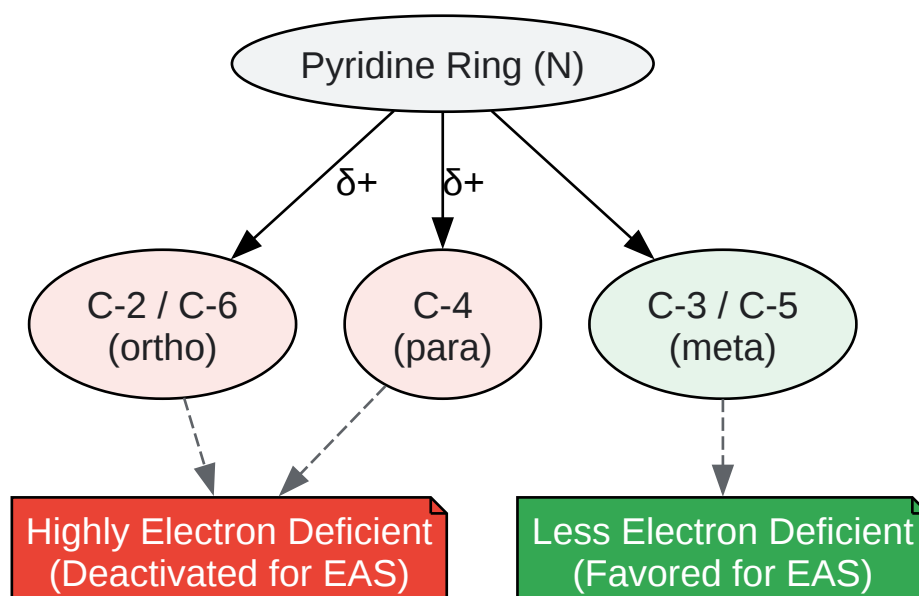 Pyridine Ring (N)
δ+
δ+
C-2 / C-6
(ortho)
C-4
(para)
C-3 / C-5
(meta)
Highly Electron Deficient
(Deactivated for EAS)
Less Electron Deficient
(Favored for EAS)